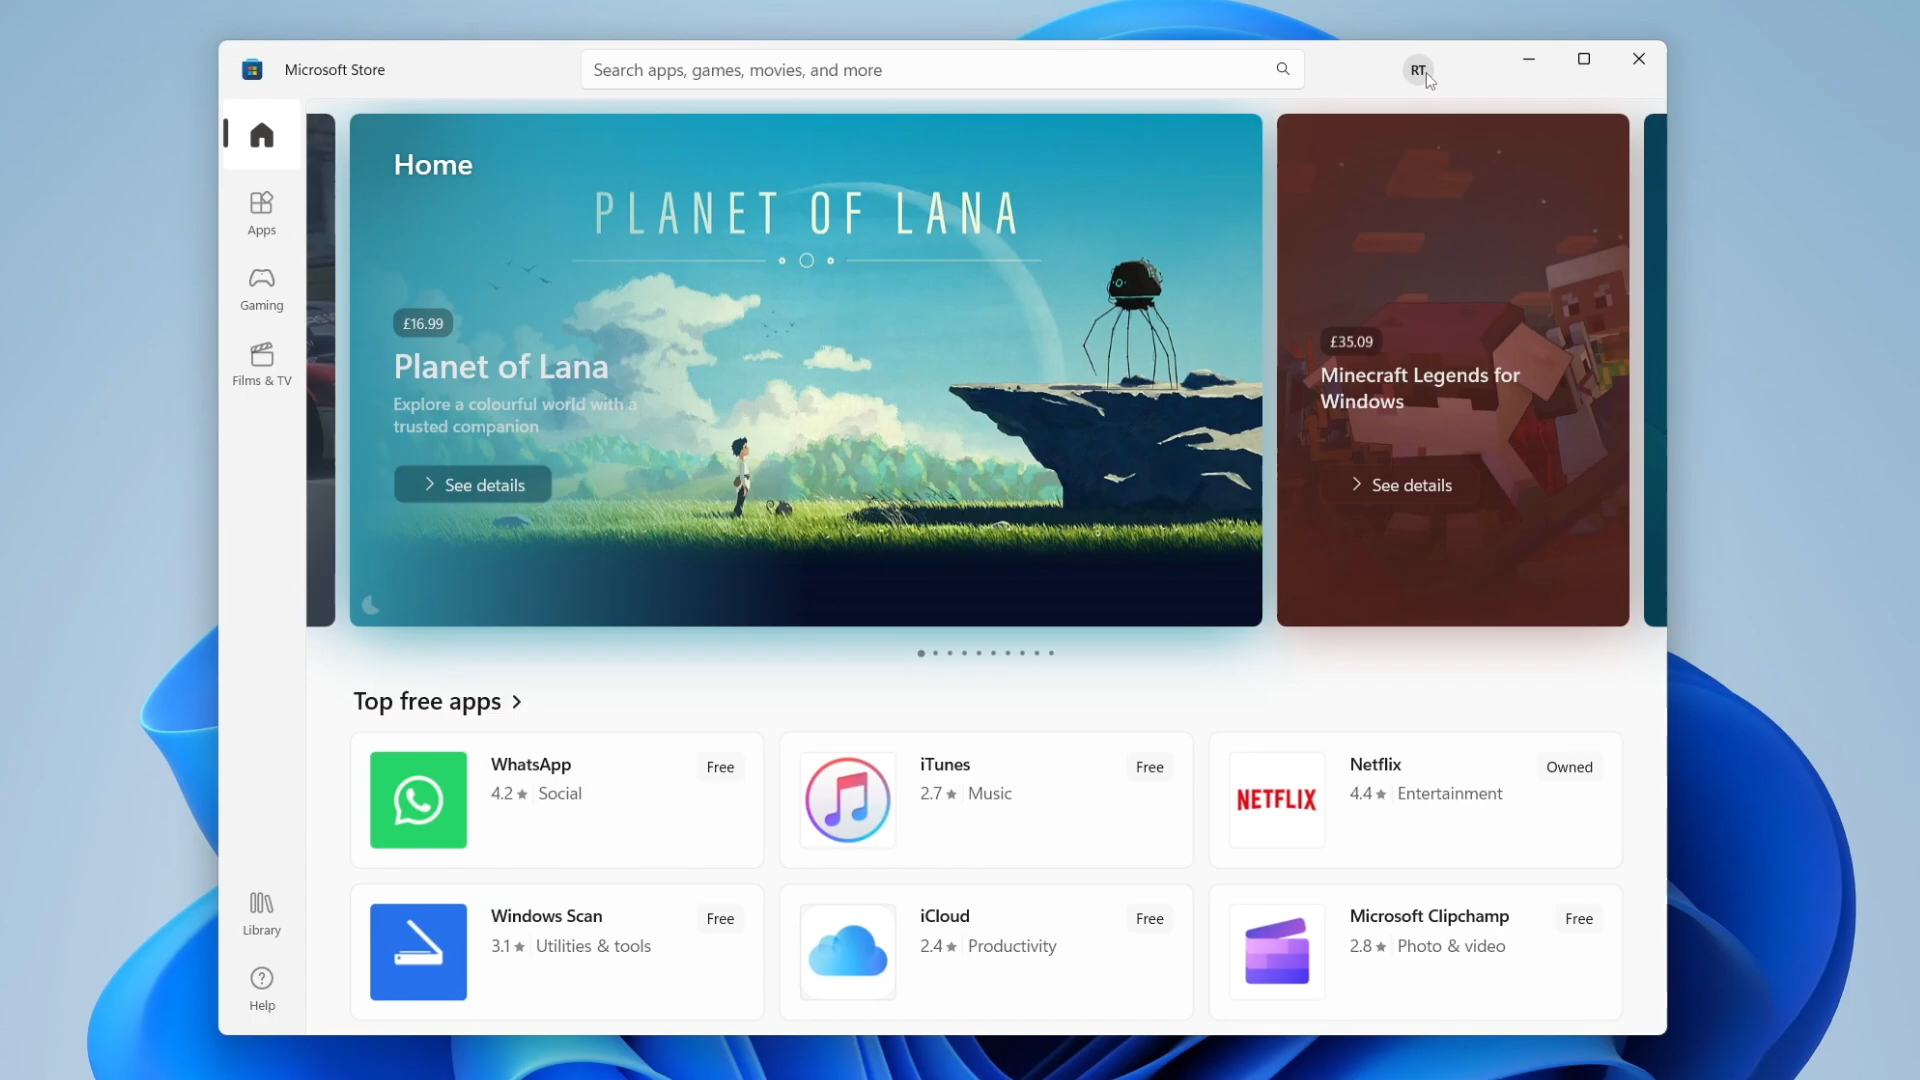 Microsoft Store
Search apps, games, movies, and more
RT
Home
Apps
Gaming
Films & TV
Library
Help
PLANET OF LANA
£16.99
Planet of Lana
Explore a colourful world with a
trusted companion
See details
£35.09
Minecraft Legends for
Windows
See details
Top free apps
WhatsApp
Free
4.2 ★ Social
iTunes
Free
2.7 ★ Music
NETFLIX
Netflix
Owned
4.4 ★ Entertainment
Windows Scan
Free
3.1 ★ Utilities & tools
iCloud
Free
2.4 ★ Productivity
Microsoft Clipchamp
Free
2.8 ★ Photo & video